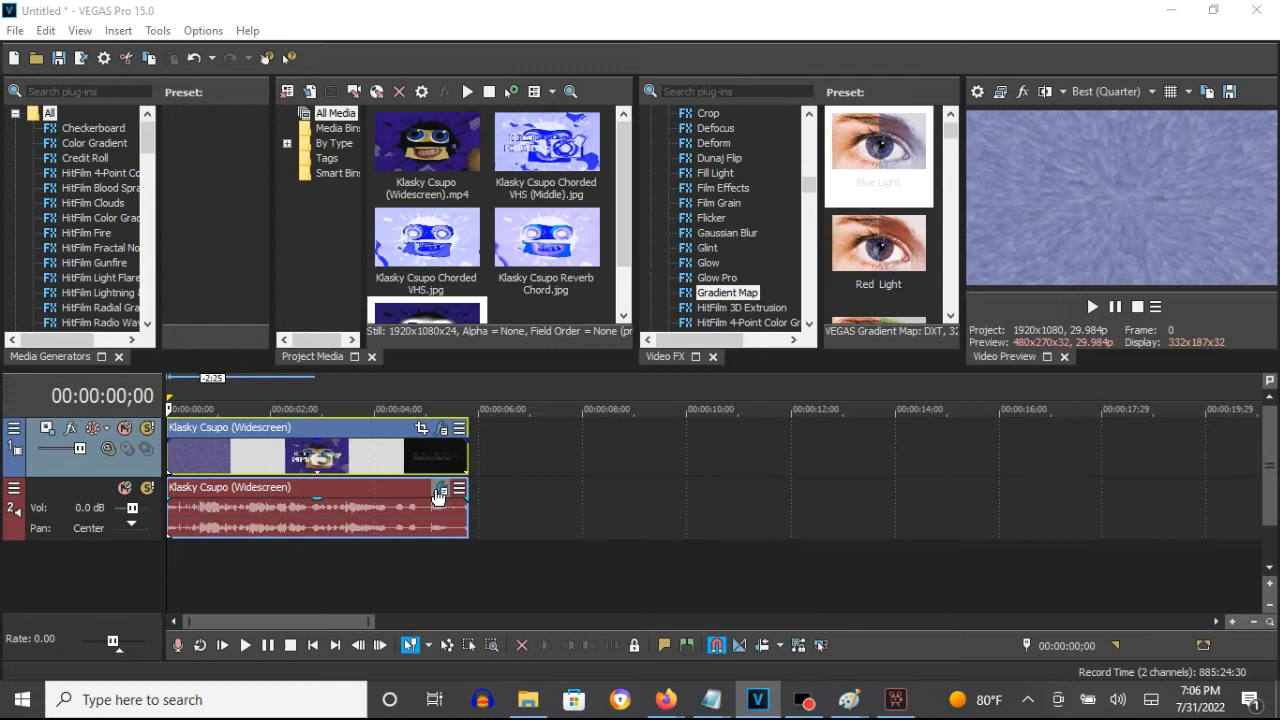 Untitled * - VEGAS Pro 15.0
File Edit View Insert Tools Options Help
Search plug-ins
Preset:
All
Checkerboard
Color Gradient
Credit Roll
HitFilm 4-Point Co
HitFilm Blood Spra
HitFilm Clouds
HitFilm Color Grac
HitFilm Fire
HitFilm Fractal No
HitFilm Gunfire
HitFilm Light Flare
HitFilm Lightning
HitFilm Radial Gra
HitFilm Radio Wa
Media Generators
All Media
Media Bins
By Type
Tags
Smart Bins
Klasky Csupo
(Widescreen).mp4
Klasky Csupo Chorded
VHS (Middle).jpg
Klasky Csupo Chorded
VHS.jpg
Klasky Csupo Reverb
Chord.jpg
Still: 1920x1080x24, Alpha = None, Field Order = None (pr
Project Media
Search plug-ins
Preset:
Crop
Defocus
Deform
Dunaj Flip
Fill Light
Film Effects
Film Grain
Flicker
Gaussian Blur
Glint
Glow
Glow Pro
Gradient Map
HitFilm 3D Extrusion
HitFilm 4-Point Color Gr
Blue Light
Red Light
VEGAS Gradient Map: DXT, 32
Video FX
Best (Quarter)
Project: 1920x1080, 29.984p Frame: 0
Preview: 480x270x32, 29.984p Display: 332x187x32
Video Preview
00:00:00;00
-2:25
00:00:00;00 00:00:02;00 00:00:04;00 00:00:06;00 00:00:08;00 00:00:10;00 00:00:12;00 00:00:14;00 00:00:16;00 00:00:17;29 00:00:19;29
1
Klasky Csupo (Widescreen)
2
Klasky Csupo (Widescreen)
Vol: 0.0 dB
Pan: Center
Rate: 0.00
00:00:00;00
Record Time (2 channels): 885:24:30
Type here to search
80°F
7:06 PM
7/31/2022
1